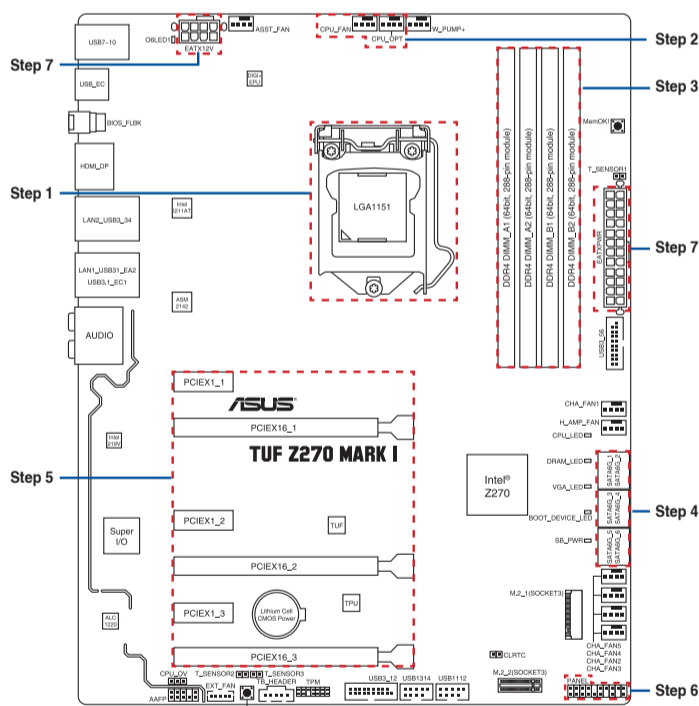 USB7-10
O6LED1
EATX12V
ASST_FAN
CPU_FAN
CPU_OPT
W_PUMP+
Step 2
Step 7
USB_EC
DIGI+
EPU
Step 3
BIOS_FLBK
MemOK!
HDMI_DP
T_SENSOR1
Step 1
LGA1151
DDR4 DIMM_A1 (64bit, 288-pin module)
DDR4 DIMM_A2 (64bit, 288-pin module)
DDR4 DIMM_B1 (64bit, 288-pin module)
DDR4 DIMM_B2 (64bit, 288-pin module)
LAN2_USB3_34
Intel
I211AT
EATXPWR
Step 7
LAN1_USB31_EA2
USB3.1_EC1
ASM
2142
AUDIO
USB3_56
PCIEX1_1
ASUS
CHA_FAN1
PCIEX16_1
H_AMP_FAN
CPU_LED
TUF Z270 MARK I
Intel
219V
DRAM_LED
SATA6G_1
SATA6G_2
Step 5
Intel®
Z270
VGA_LED
SATA6G_3
SATA6G_4
Step 4
PCIEX1_2
BOOT_DEVICE_LED
Super
I/O
TUF
SB_PWR
SATA6G_5
SATA6G_6
PCIEX16_2
M.2_1(SOCKET3)
PCIEX1_3
Lithium Cell
CMOS Power
TPU
ALC
1220
CHA_FAN5
CHA_FAN4
CHA_FAN2
CHA_FAN3
PCIEX16_3
CLRTC
CPU_OV
T_SENSOR2
T_SENSOR3
M.2_2(SOCKET3)
PANEL
AAFP
EXT_FAN
TB_HEADER
TPM
USB3_12
USB1314
USB1112
Step 6